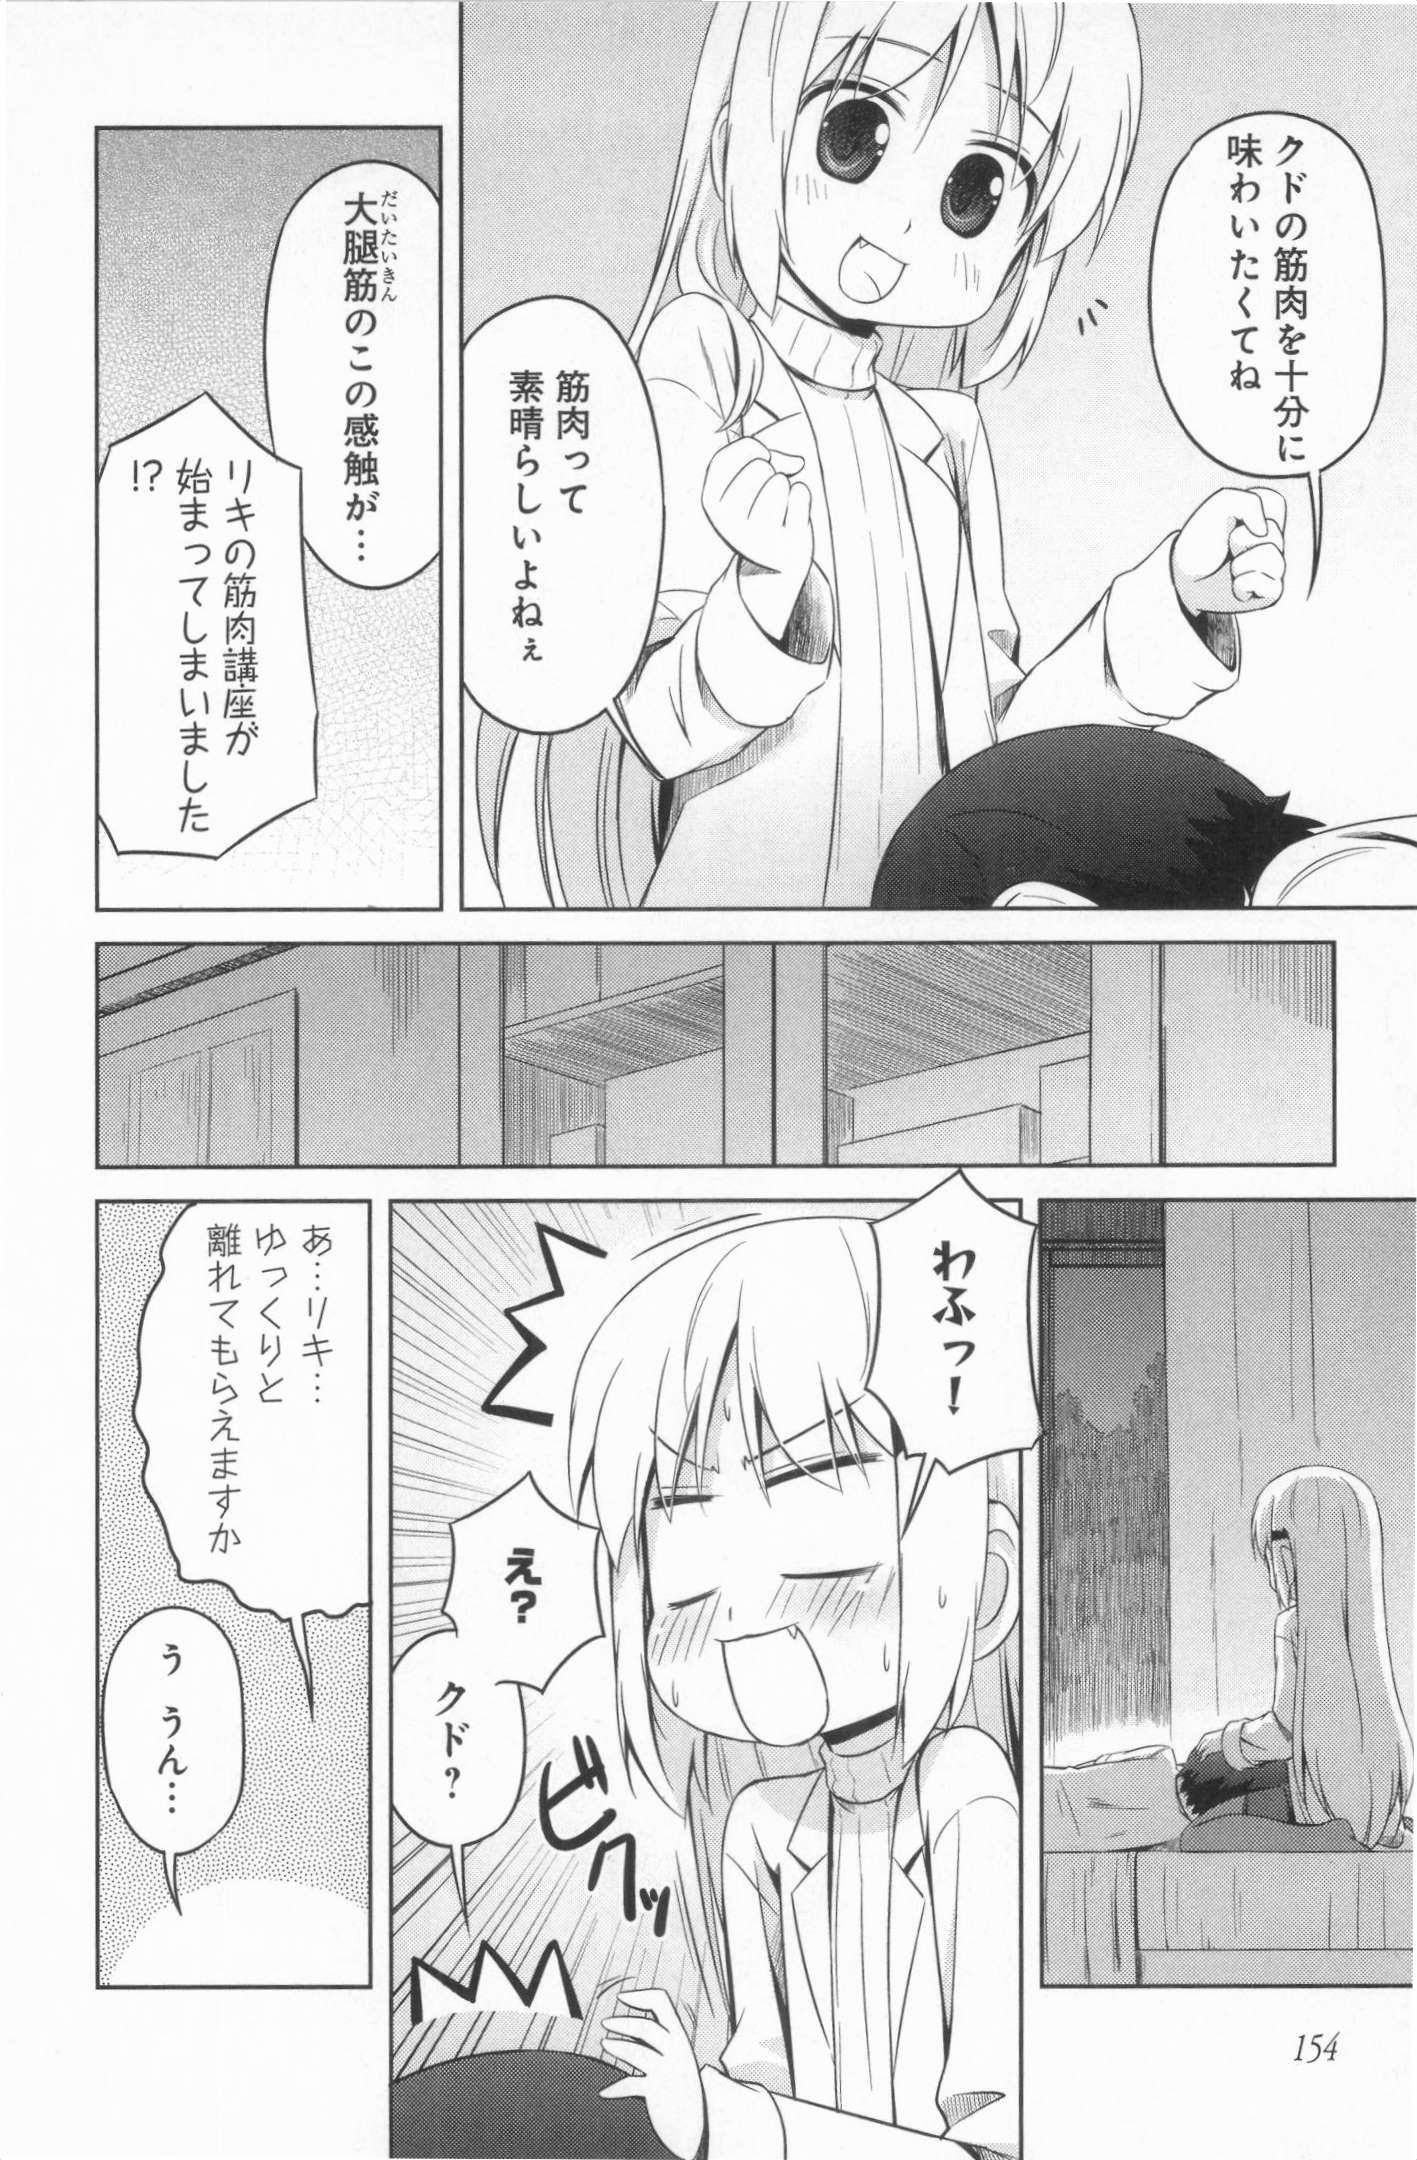 クドの筋肉を十分に
味わいたくてね
筋肉って
素晴らしいよねぇ
大腿筋のこの感触が…
だいたいきん
リキの筋肉講座が
始まってしまいました
!?
わふっ！
え？
クド？
ビクッ
あ…リキ…
ゆっくりと
離れてもらえますか
う うん…
154